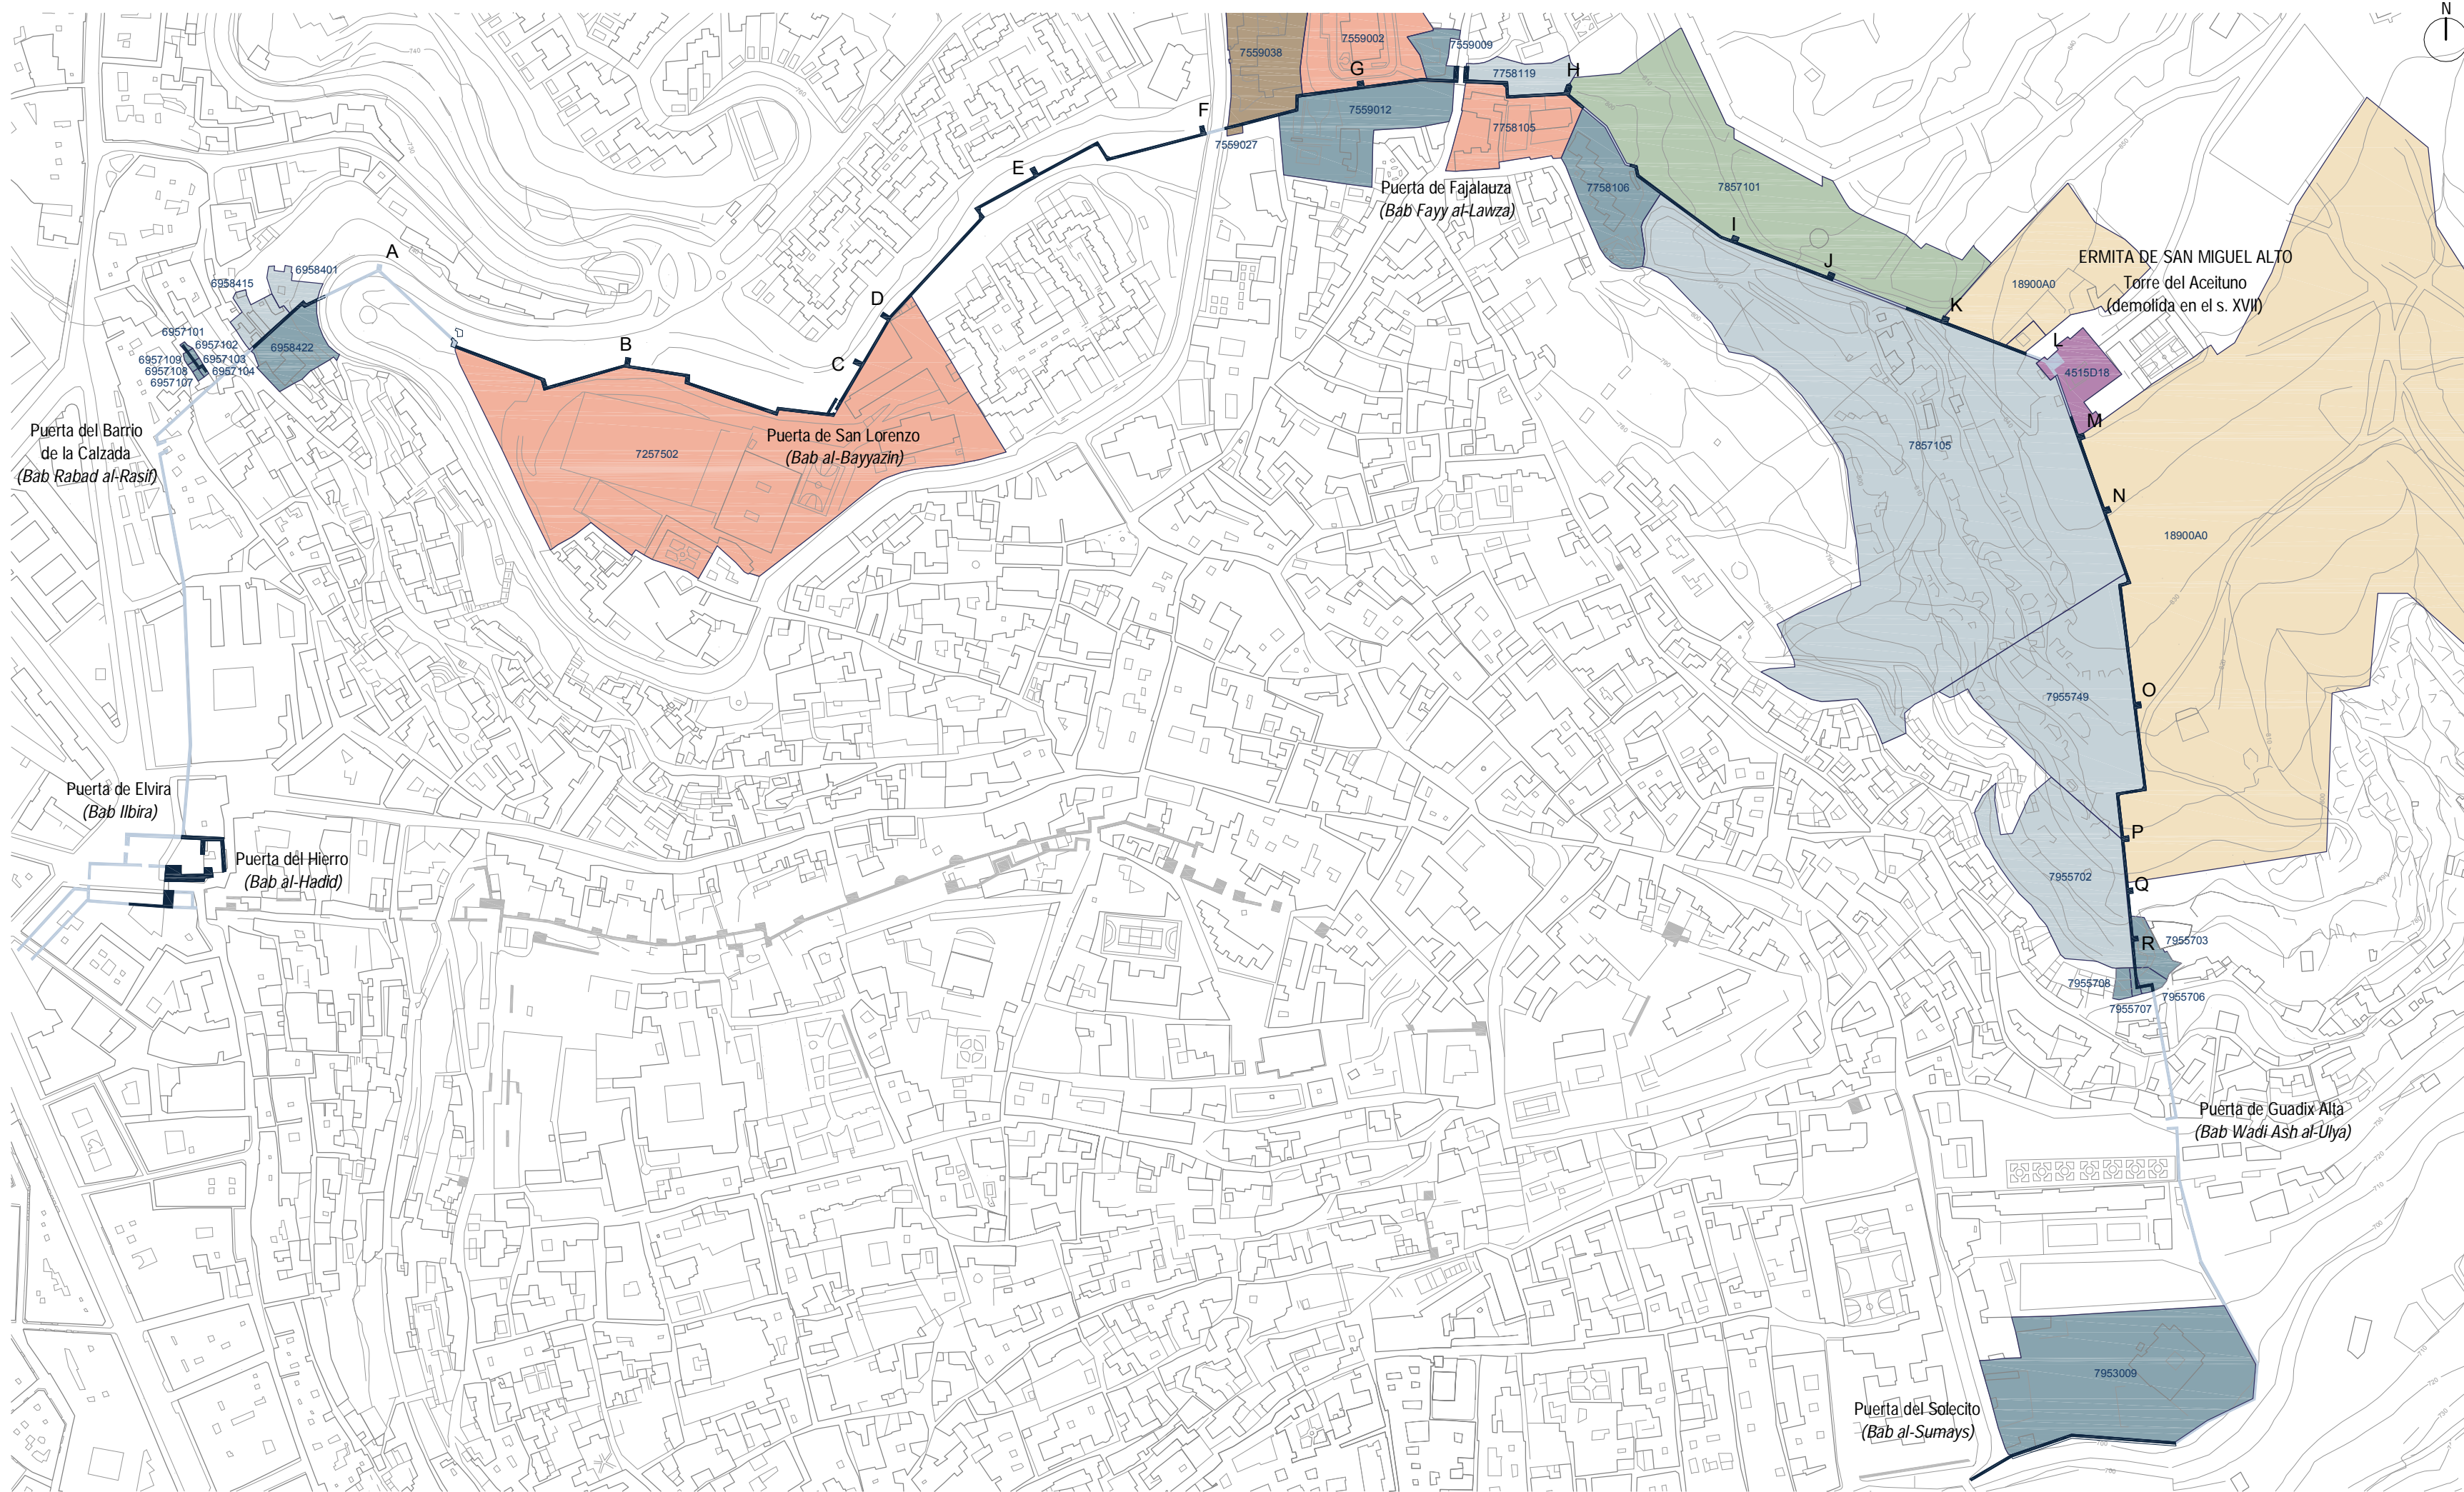 N
7559038
7559002
7559009
7758119
G
H
F
7559012
7559027
7758105
E
Puerta de Fajalauza
(Bab Fayy al-Lawza)
7758106
7857101
I
J
K
ERMITA DE SAN MIGUEL ALTO
Torre del Aceituno
(demolida en el s. XVII)
18900A0
L
4515D18
M
A
6958401
6958415
6957101
6957102
6957109
6957103
6957108
6957104
6957107
6958422
B
C
D
Puerta del Barrio
de la Calzada
(Bab Rabad al-Rasif)
7257502
Puerta de San Lorenzo
(Bab al-Bayyazin)
7857105
N
18900A0
7955749
O
P
7955702
Q
R
7955703
7955708
7955706
7955707
Puerta de Elvira
(Bab Ilbira)
Puerta del Hierro
(Bab al-Hadid)
Puerta de Guadix Alta
(Bab Wadi Ash al-Ulya)
7953009
Puerta del Solecito
(Bab al-Sumays)